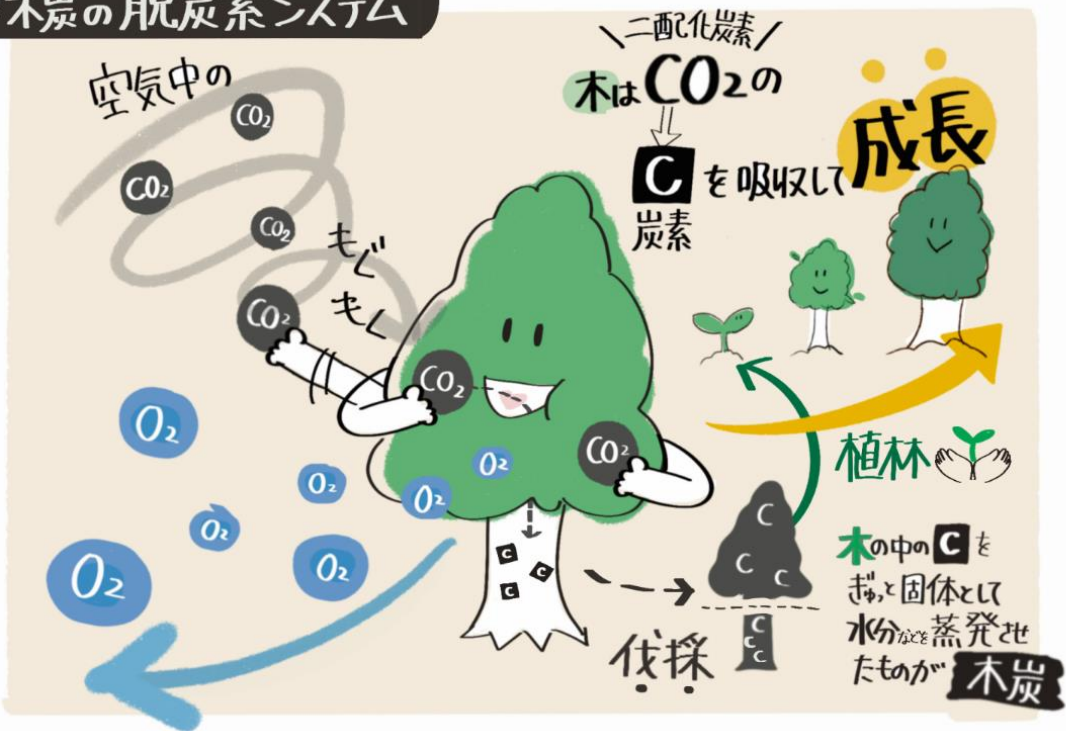 木炭の脱炭素システム
空気中の
CO2
CO2
CO2
CO2
もぐ
もぐ
二配化炭素
木はCO2の
C を吸収して
炭素
成長
CO2
CO2
O2
O2
O2
O2
O2
O2
O2
C
C
C
植林
伐採
C
C C
C
C
C
木の中のCを
ぎゅっと固体として
水分などを蒸発させ
たものが 木炭